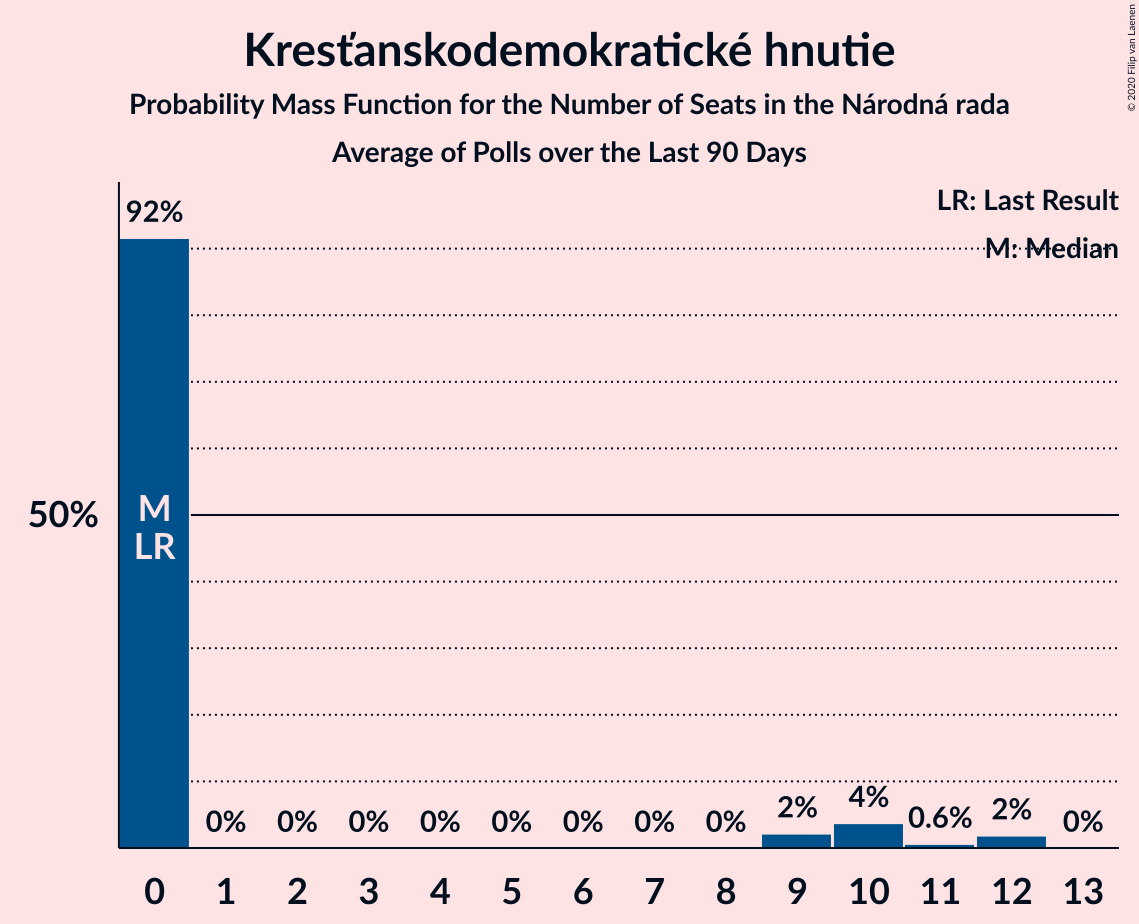 Kresťanskodemokratické hnutie
Probability Mass Function for the Number of Seats in the Národná rada
Average of Polls over the Last 90 Days
© 2020 Filip van Laenen
LR: Last Result
M: Median
92%
50%
M
LR
0% 0% 0% 0% 0% 0% 0% 0% 2% 4% 0.6% 2% 0%
0 1 2 3 4 5 6 7 8 9 10 11 12 13